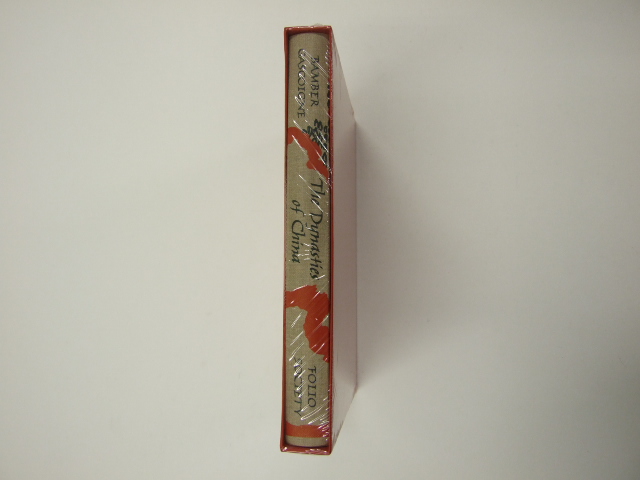 BAMBER
GASCOIGNE
The Dynasties
of China
FOLIO
SOCIETY